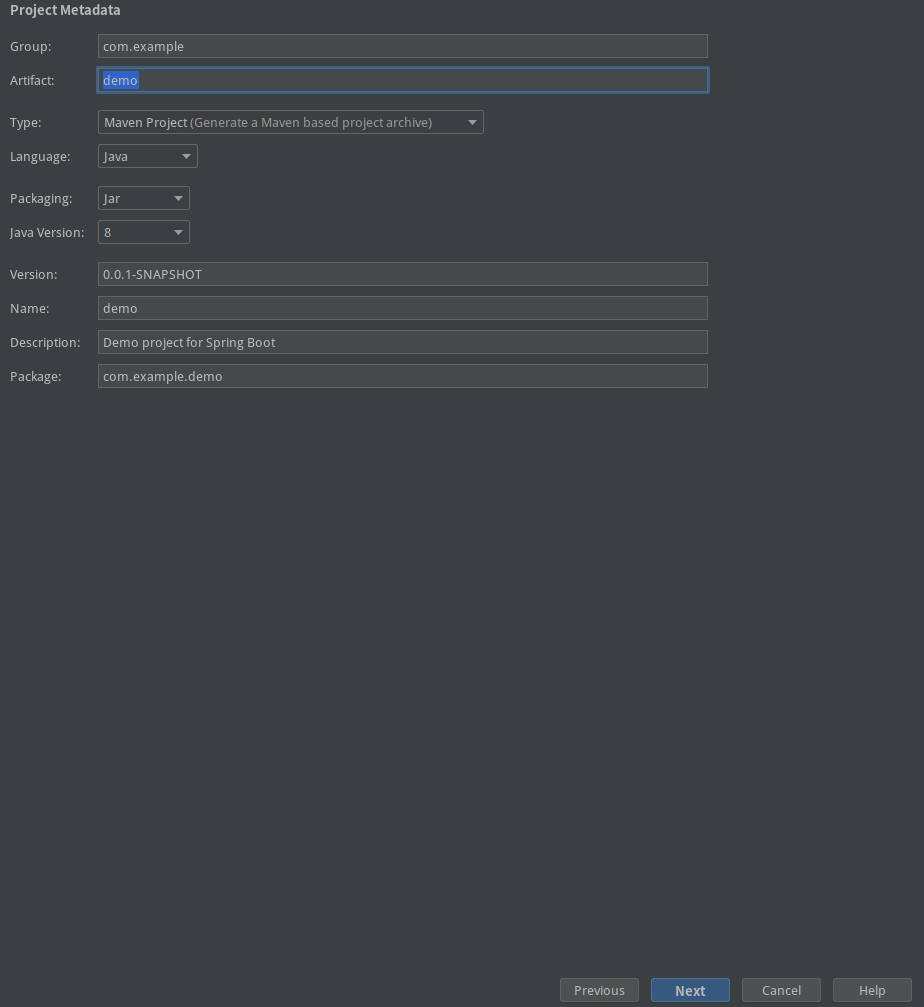 Project Metadata
Group: com.example
Artifact: demo
Type: Maven Project (Generate a Maven based project archive)
Language: Java
Packaging: Jar
Java Version: 8
Version: 0.0.1-SNAPSHOT
Name: demo
Description: Demo project for Spring Boot
Package: com.example.demo
Previous Next Cancel Help